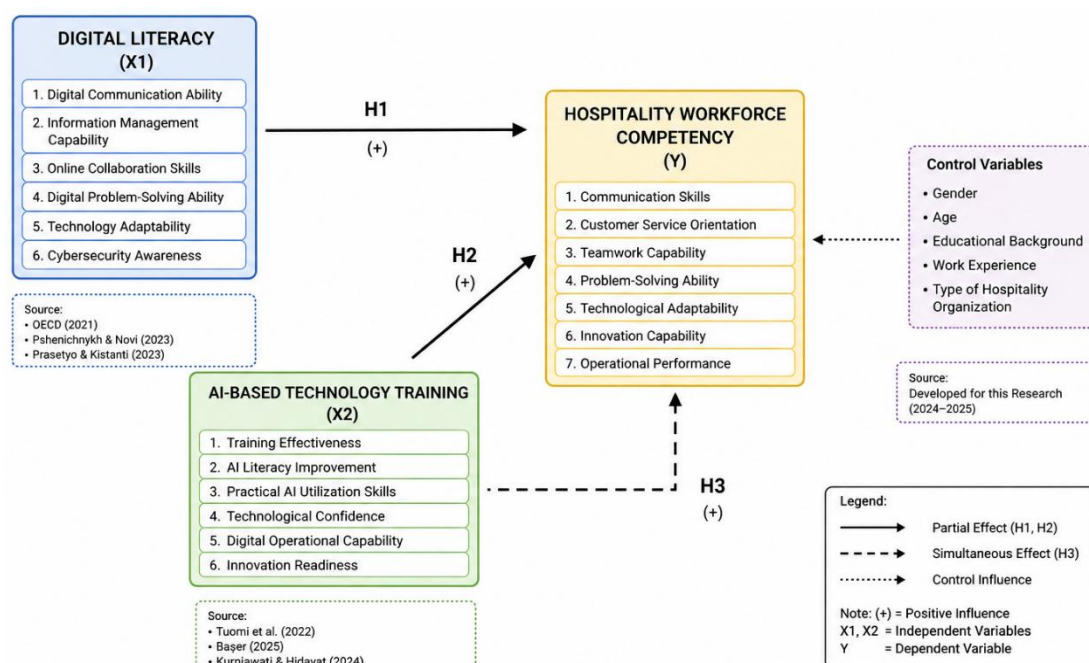 DIGITAL LITERACY
(X1)
1. Digital Communication Ability
2. Information Management
Capability
3. Online Collaboration Skills
4. Digital Problem-Solving Ability
5. Technology Adaptability
6. Cybersecurity Awareness
Source:
• OECD (2021)
• Pshenichnykh & Novi (2023)
• Prasetyo & Kistanti (2023)
H1
(+)
H2
(+)
HOSPITALITY WORKFORCE
COMPETENCY
(Y)
1. Communication Skills
2. Customer Service Orientation
3. Teamwork Capability
4. Problem-Solving Ability
5. Technological Adaptability
6. Innovation Capability
7. Operational Performance
Control Variables
• Gender
• Age
• Educational Background
• Work Experience
• Type of Hospitality
Organization
Source:
Developed for this Research
(2024–2025)
AI-BASED TECHNOLOGY TRAINING
(X2)
1. Training Effectiveness
2. AI Literacy Improvement
3. Practical AI Utilization Skills
4. Technological Confidence
5. Digital Operational Capability
6. Innovation Readiness
Source:
• Tuomi et al. (2022)
• Başer (2025)
• Kurniawati & Hidayat (2024)
H3
(+)
Legend:
Partial Effect (H1, H2)
Simultaneous Effect (H3)
Control Influence
Note: (+) = Positive Influence
X1, X2 = Independent Variables
Y = Dependent Variable